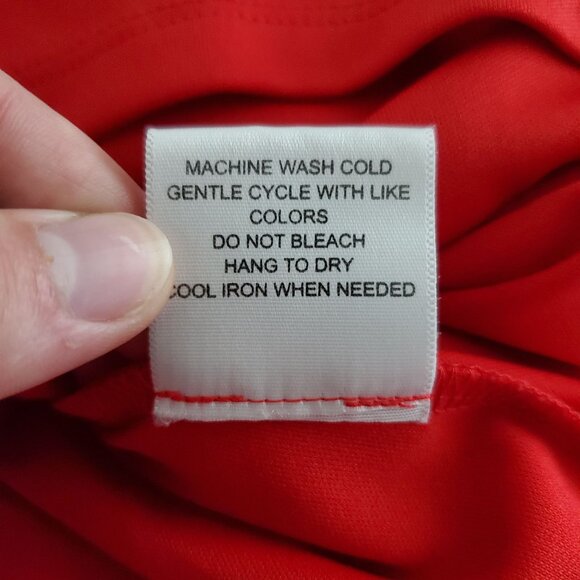 MACHINE WASH COLD
GENTLE CYCLE WITH LIKE
COLORS
DO NOT BLEACH
HANG TO DRY
COOL IRON WHEN NEEDED